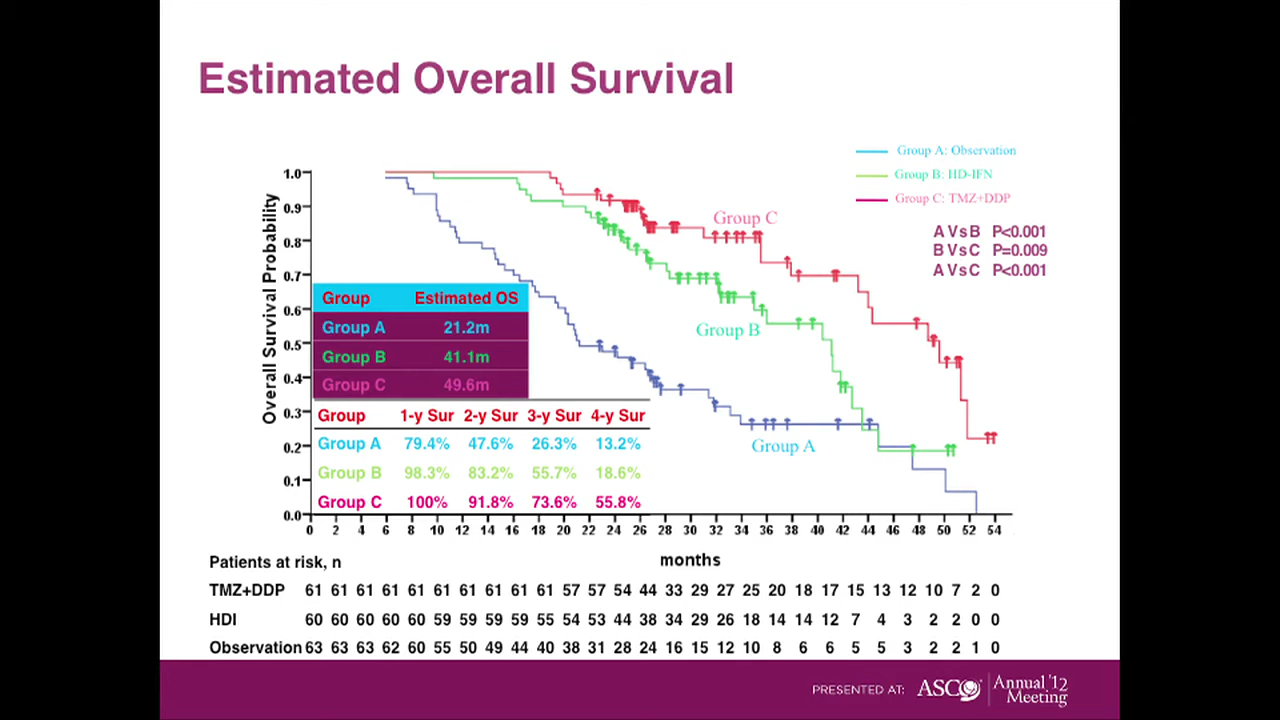 Estimated Overall Survival
Group A: Observation
Group B: HD-IFN
Group C: TMZ+DDP
A Vs B P<0.001
B Vs C P=0.009
A Vs C P<0.001
Overall Survival Probability
1.0
0.9
0.8
0.7
0.6
0.5
0.4
0.3
0.2
0.1
0.0
Group C
Group B
Group A
Group Estimated OS
Group A 21.2m
Group B 41.1m
Group C 49.6m
Group 1-y Sur 2-y Sur 3-y Sur 4-y Sur
Group A 79.4% 47.6% 26.3% 13.2%
Group B 98.3% 83.2% 55.7% 18.6%
Group C 100% 91.8% 73.6% 55.8%
0 2 4 6 8 10 12 14 16 18 20 22 24 26 28 30 32 34 36 38 40 42 44 46 48 50 52 54
months
Patients at risk, n
TMZ+DDP 61 61 61 61 61 61 61 61 61 61 57 57 54 44 33 29 27 25 20 18 17 15 13 12 10 7 2 0
HDI 60 60 60 60 60 59 59 59 59 55 54 53 44 38 34 29 26 18 14 14 12 7 4 3 2 2 0 0
Observation 63 63 63 62 60 55 50 49 44 40 38 31 28 24 16 15 12 10 8 6 6 5 5 3 2 2 1 0
PRESENTED AT: ASCO Annual '12
Meeting